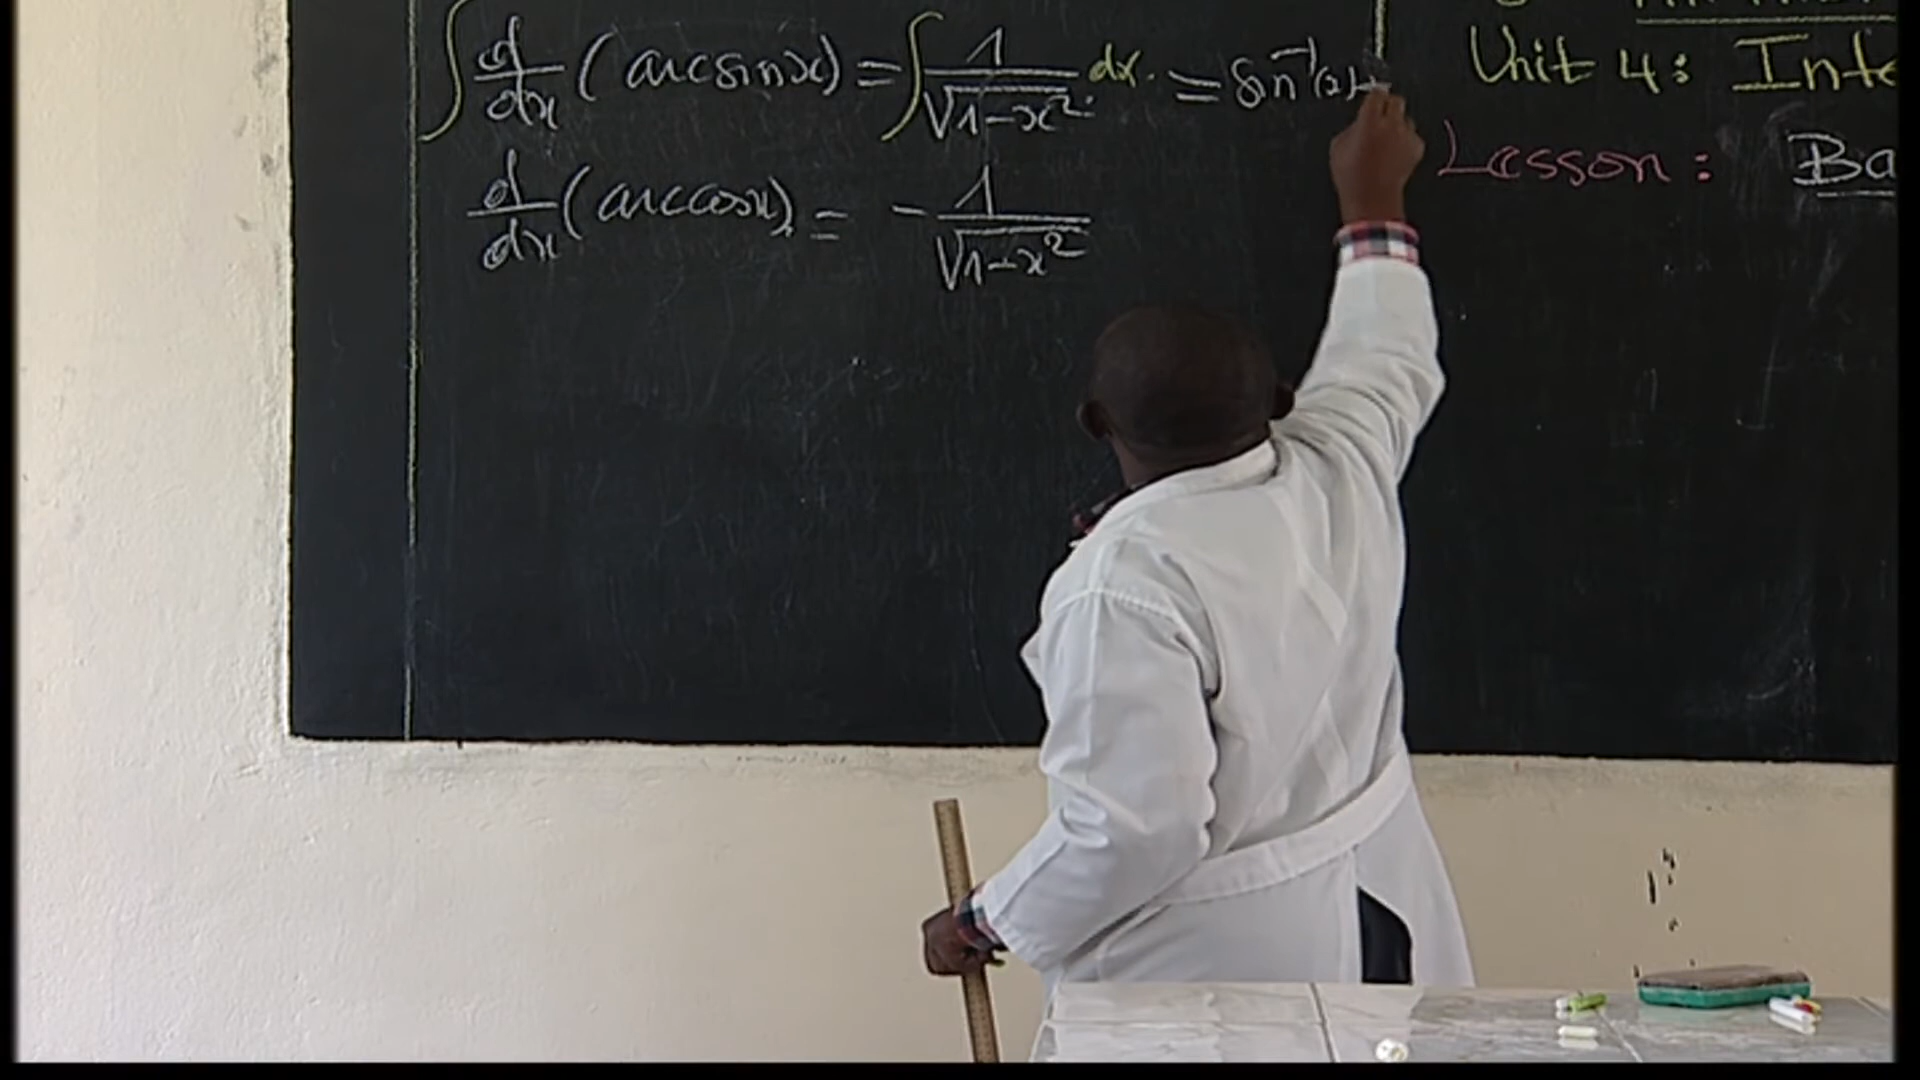 ∫ d/dx (arcsinx) = ∫ 1/√(1-x²) dx. = sin⁻¹(x)+
d/dx (arccosx) = - 1/√(1-x²)
Unit 4: Inte
Lesson: Ba